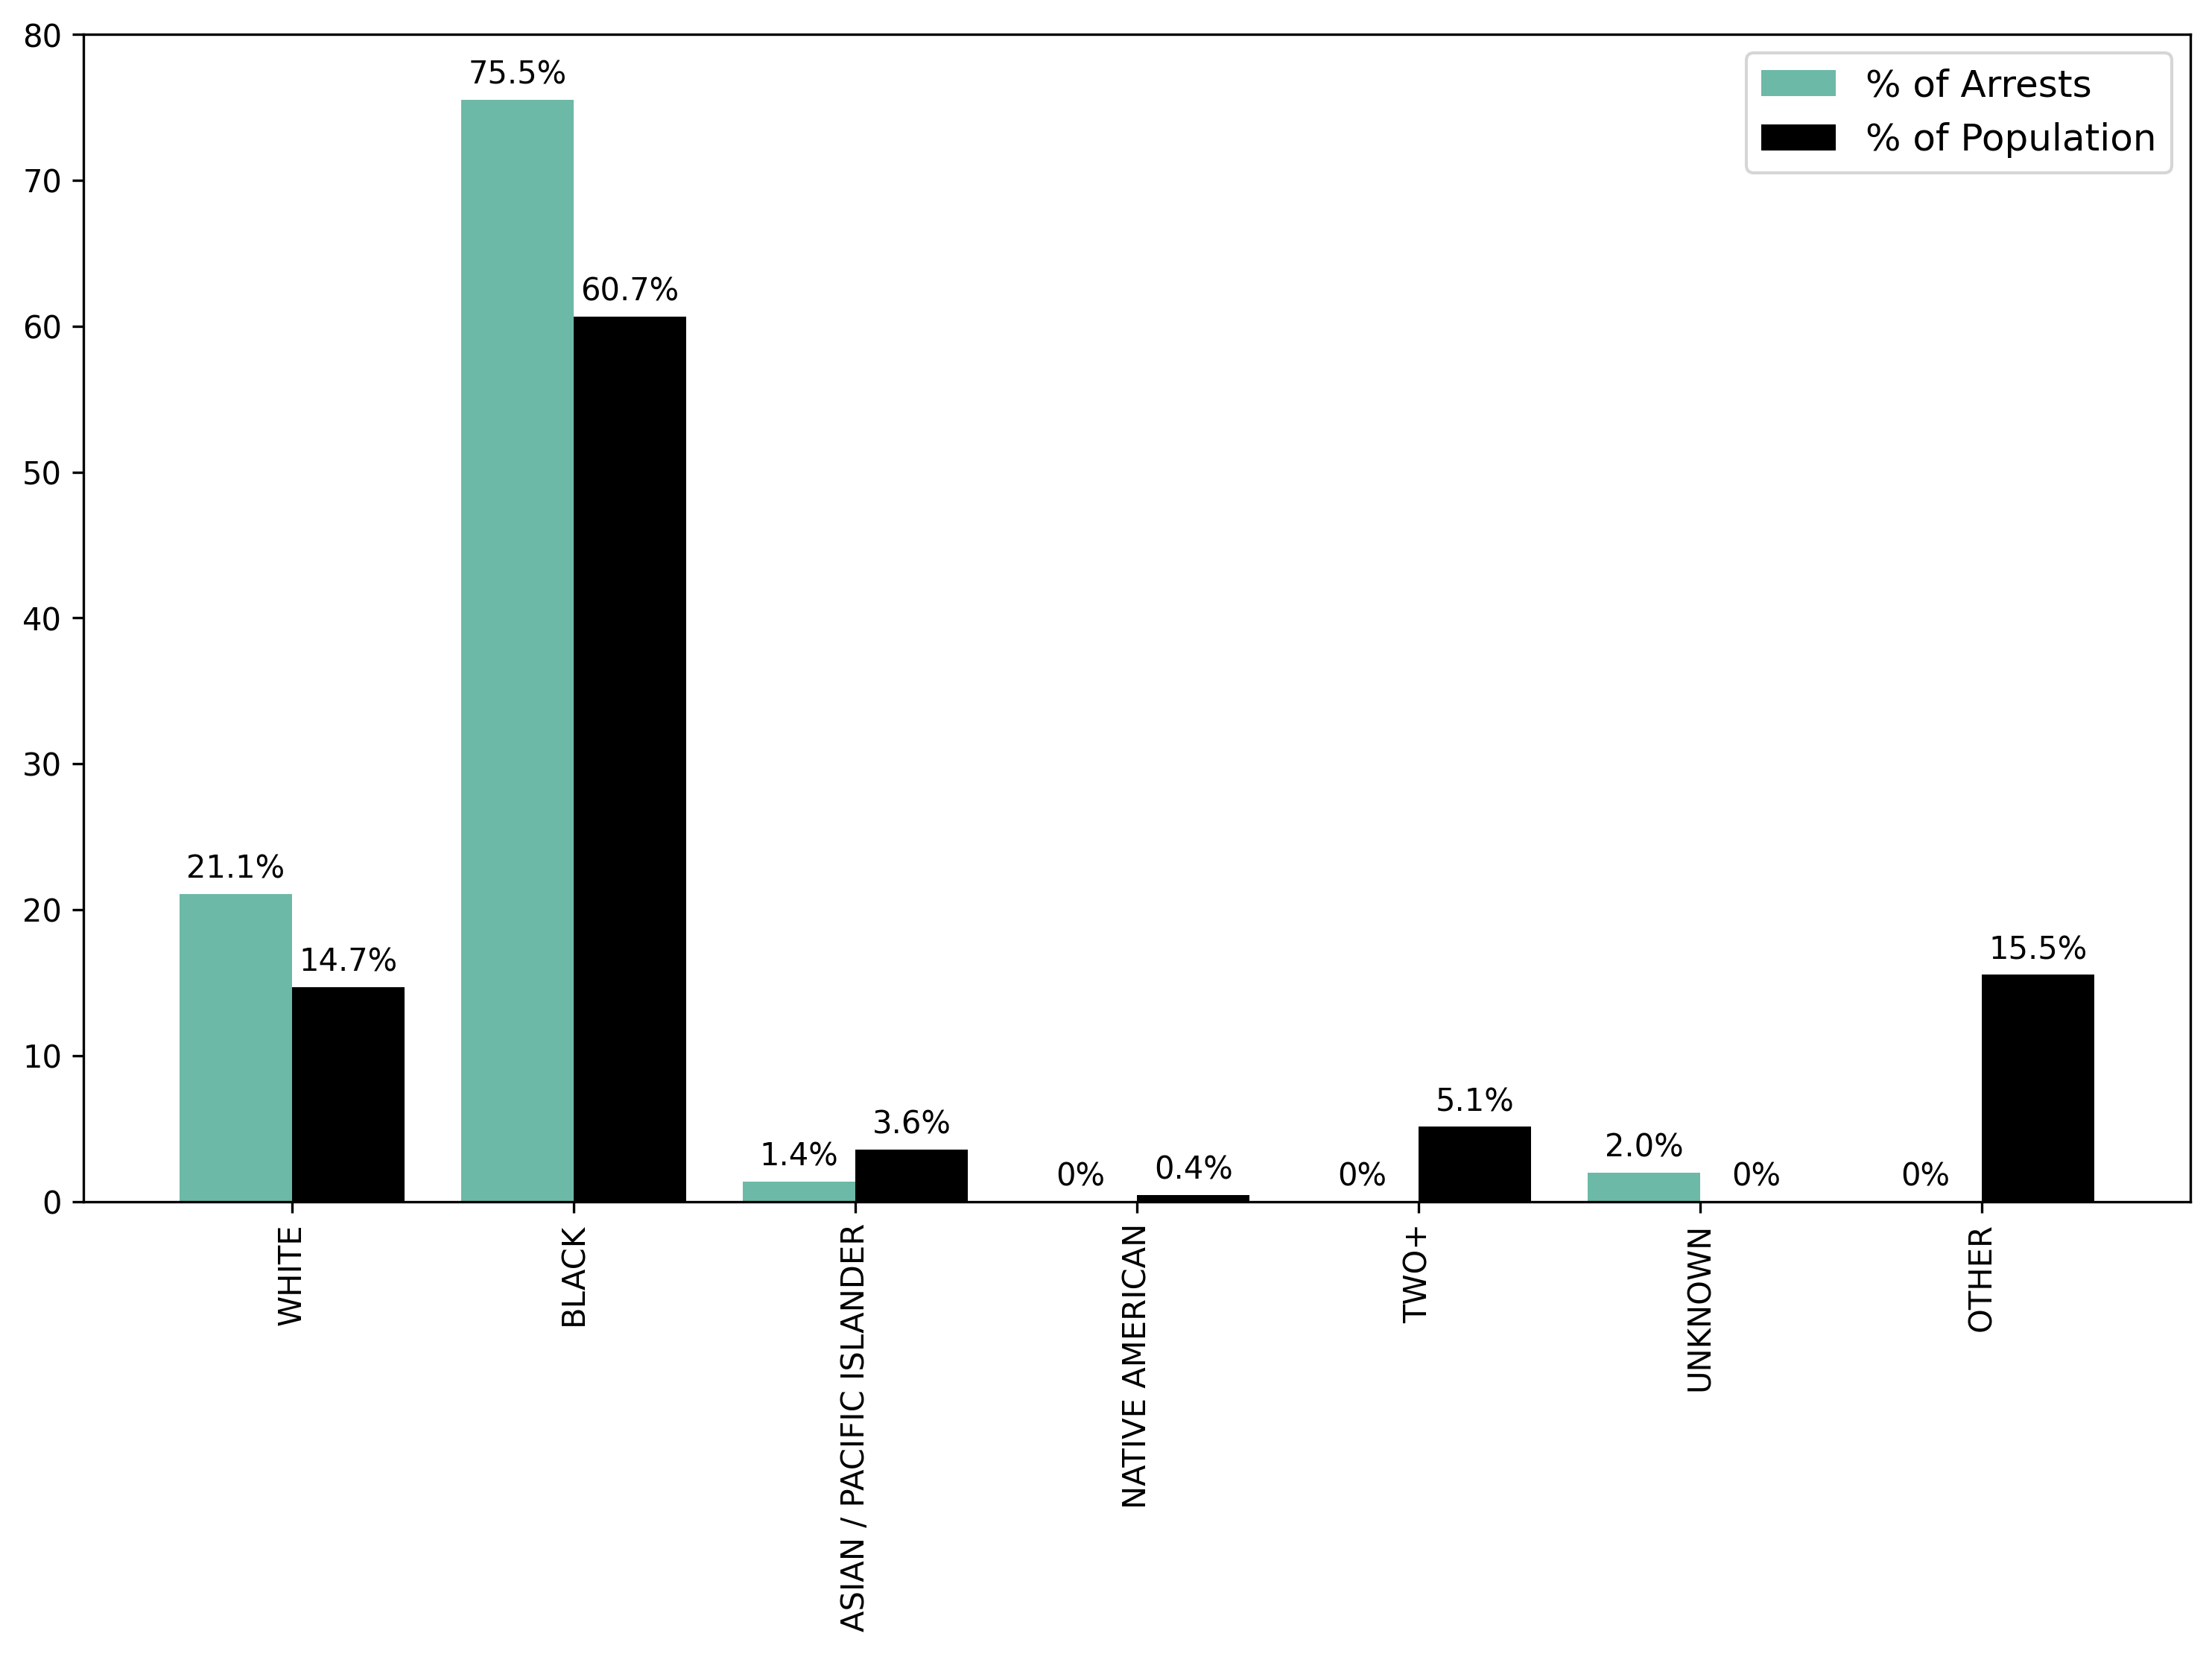 % of Arrests
% of Population
80
70
60
50
40
30
20
10
0
21.1%
14.7%
75.5%
60.7%
1.4%
3.6%
0%
0.4%
0%
5.1%
2.0%
0%
0%
15.5%
WHITE
BLACK
ASIAN / PACIFIC ISLANDER
NATIVE AMERICAN
TWO+
UNKNOWN
OTHER